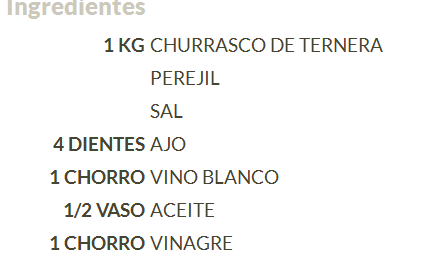 Ingredientes
1 KG CHURRASCO DE TERNERA
PEREJIL
SAL
4 DIENTES AJO
1 CHORRO VINO BLANCO
1/2 VASO ACEITE
1 CHORRO VINAGRE